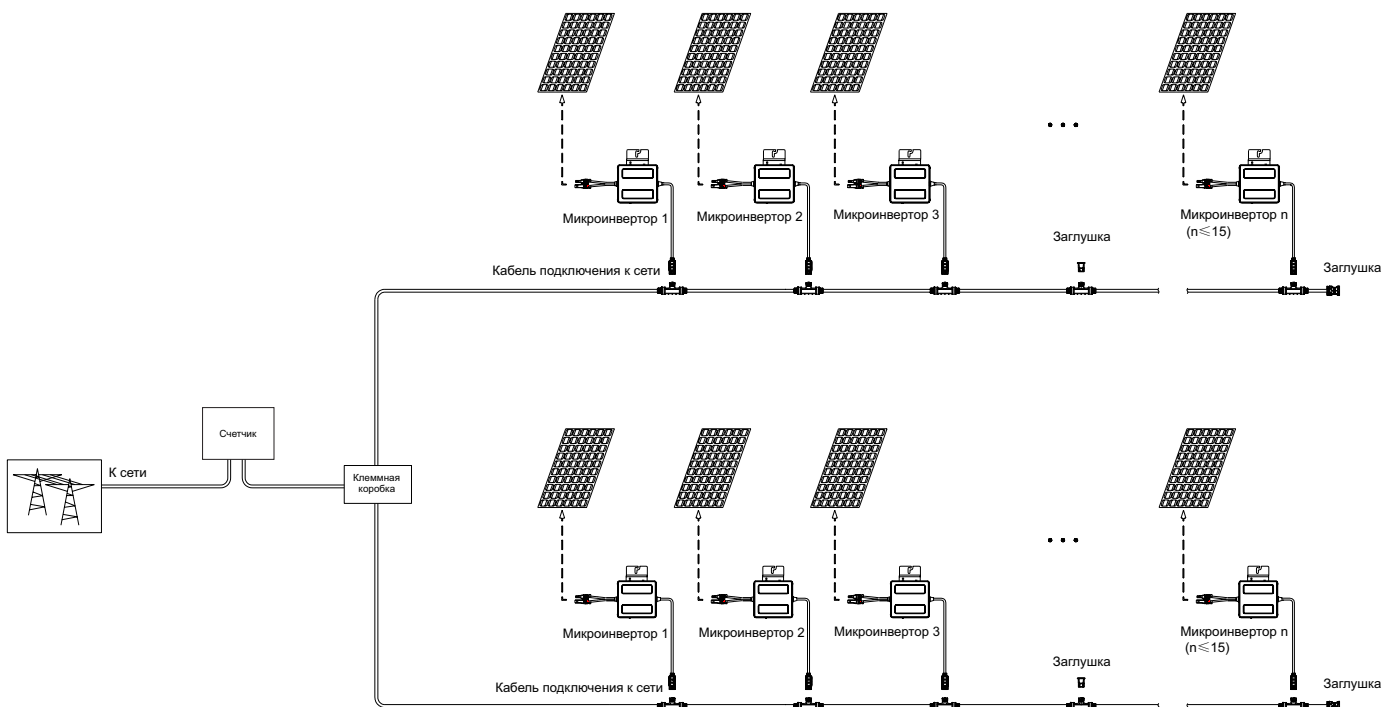 Микроинвертор 1
Микроинвертор 2
Микроинвертор 3
Микроинвертор n
(n≤15)
Заглушка
Кабель подключения к сети
Заглушка
Счетчик
К сети
Клеммная
коробка
Микроинвертор 1
Микроинвертор 2
Микроинвертор 3
Микроинвертор n
(n≤15)
Заглушка
Кабель подключения к сети
Заглушка